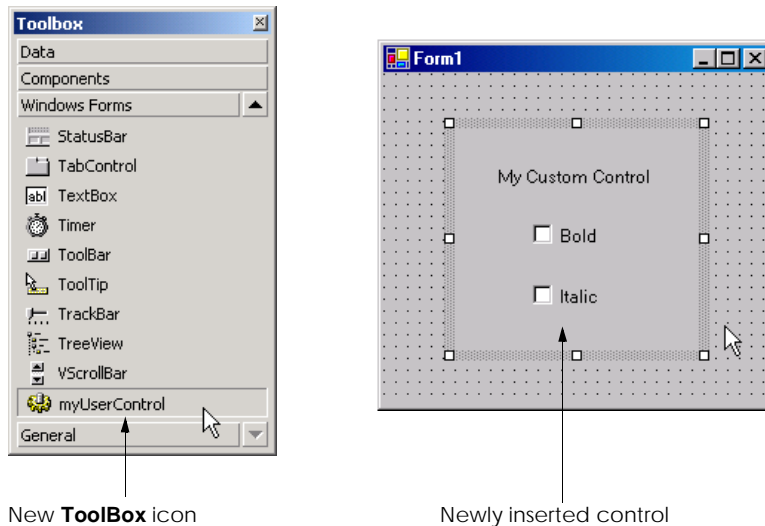 Toolbox
Data
Components
Windows Forms
StatusBar
TabControl
abl TextBox
Timer
ToolBar
ToolTip
TrackBar
TreeView
VScrollBar
myUserControl
General
New ToolBox icon
Form1
My Custom Control
Bold
Italic
Newly inserted control